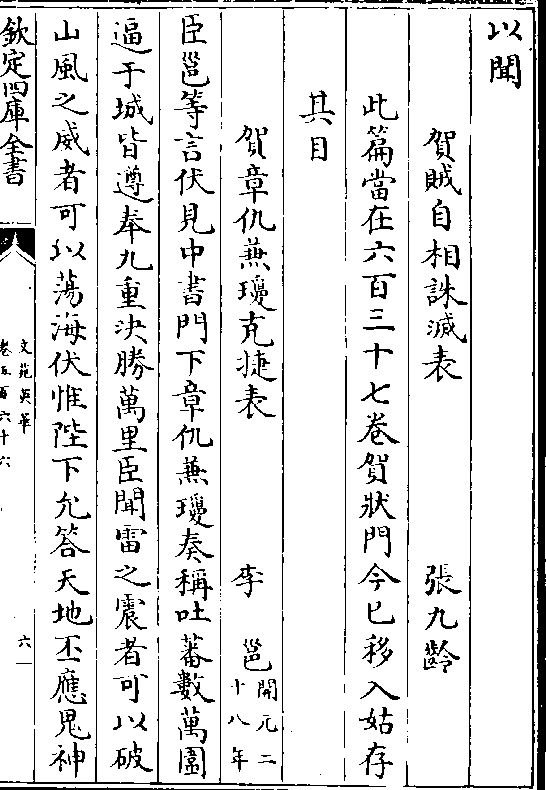 以聞
賀賊自相誅滅表 張九齡
此篇當在六百三十七卷賀狀門今已移入姑存
其目
賀章仇蒹瓊克捷表 李邕 開元二十八年
臣邕等言伏見中書門下章仇蒹瓊奏稱吐蕃數萬圍
逼于城皆遵奉九重決勝萬里臣聞雷之震者可以破
山風之威者可以蕩海伏惟陛下允答天地丕應鬼神
欽定四庫全書
文苑英華
卷五百六十六
六